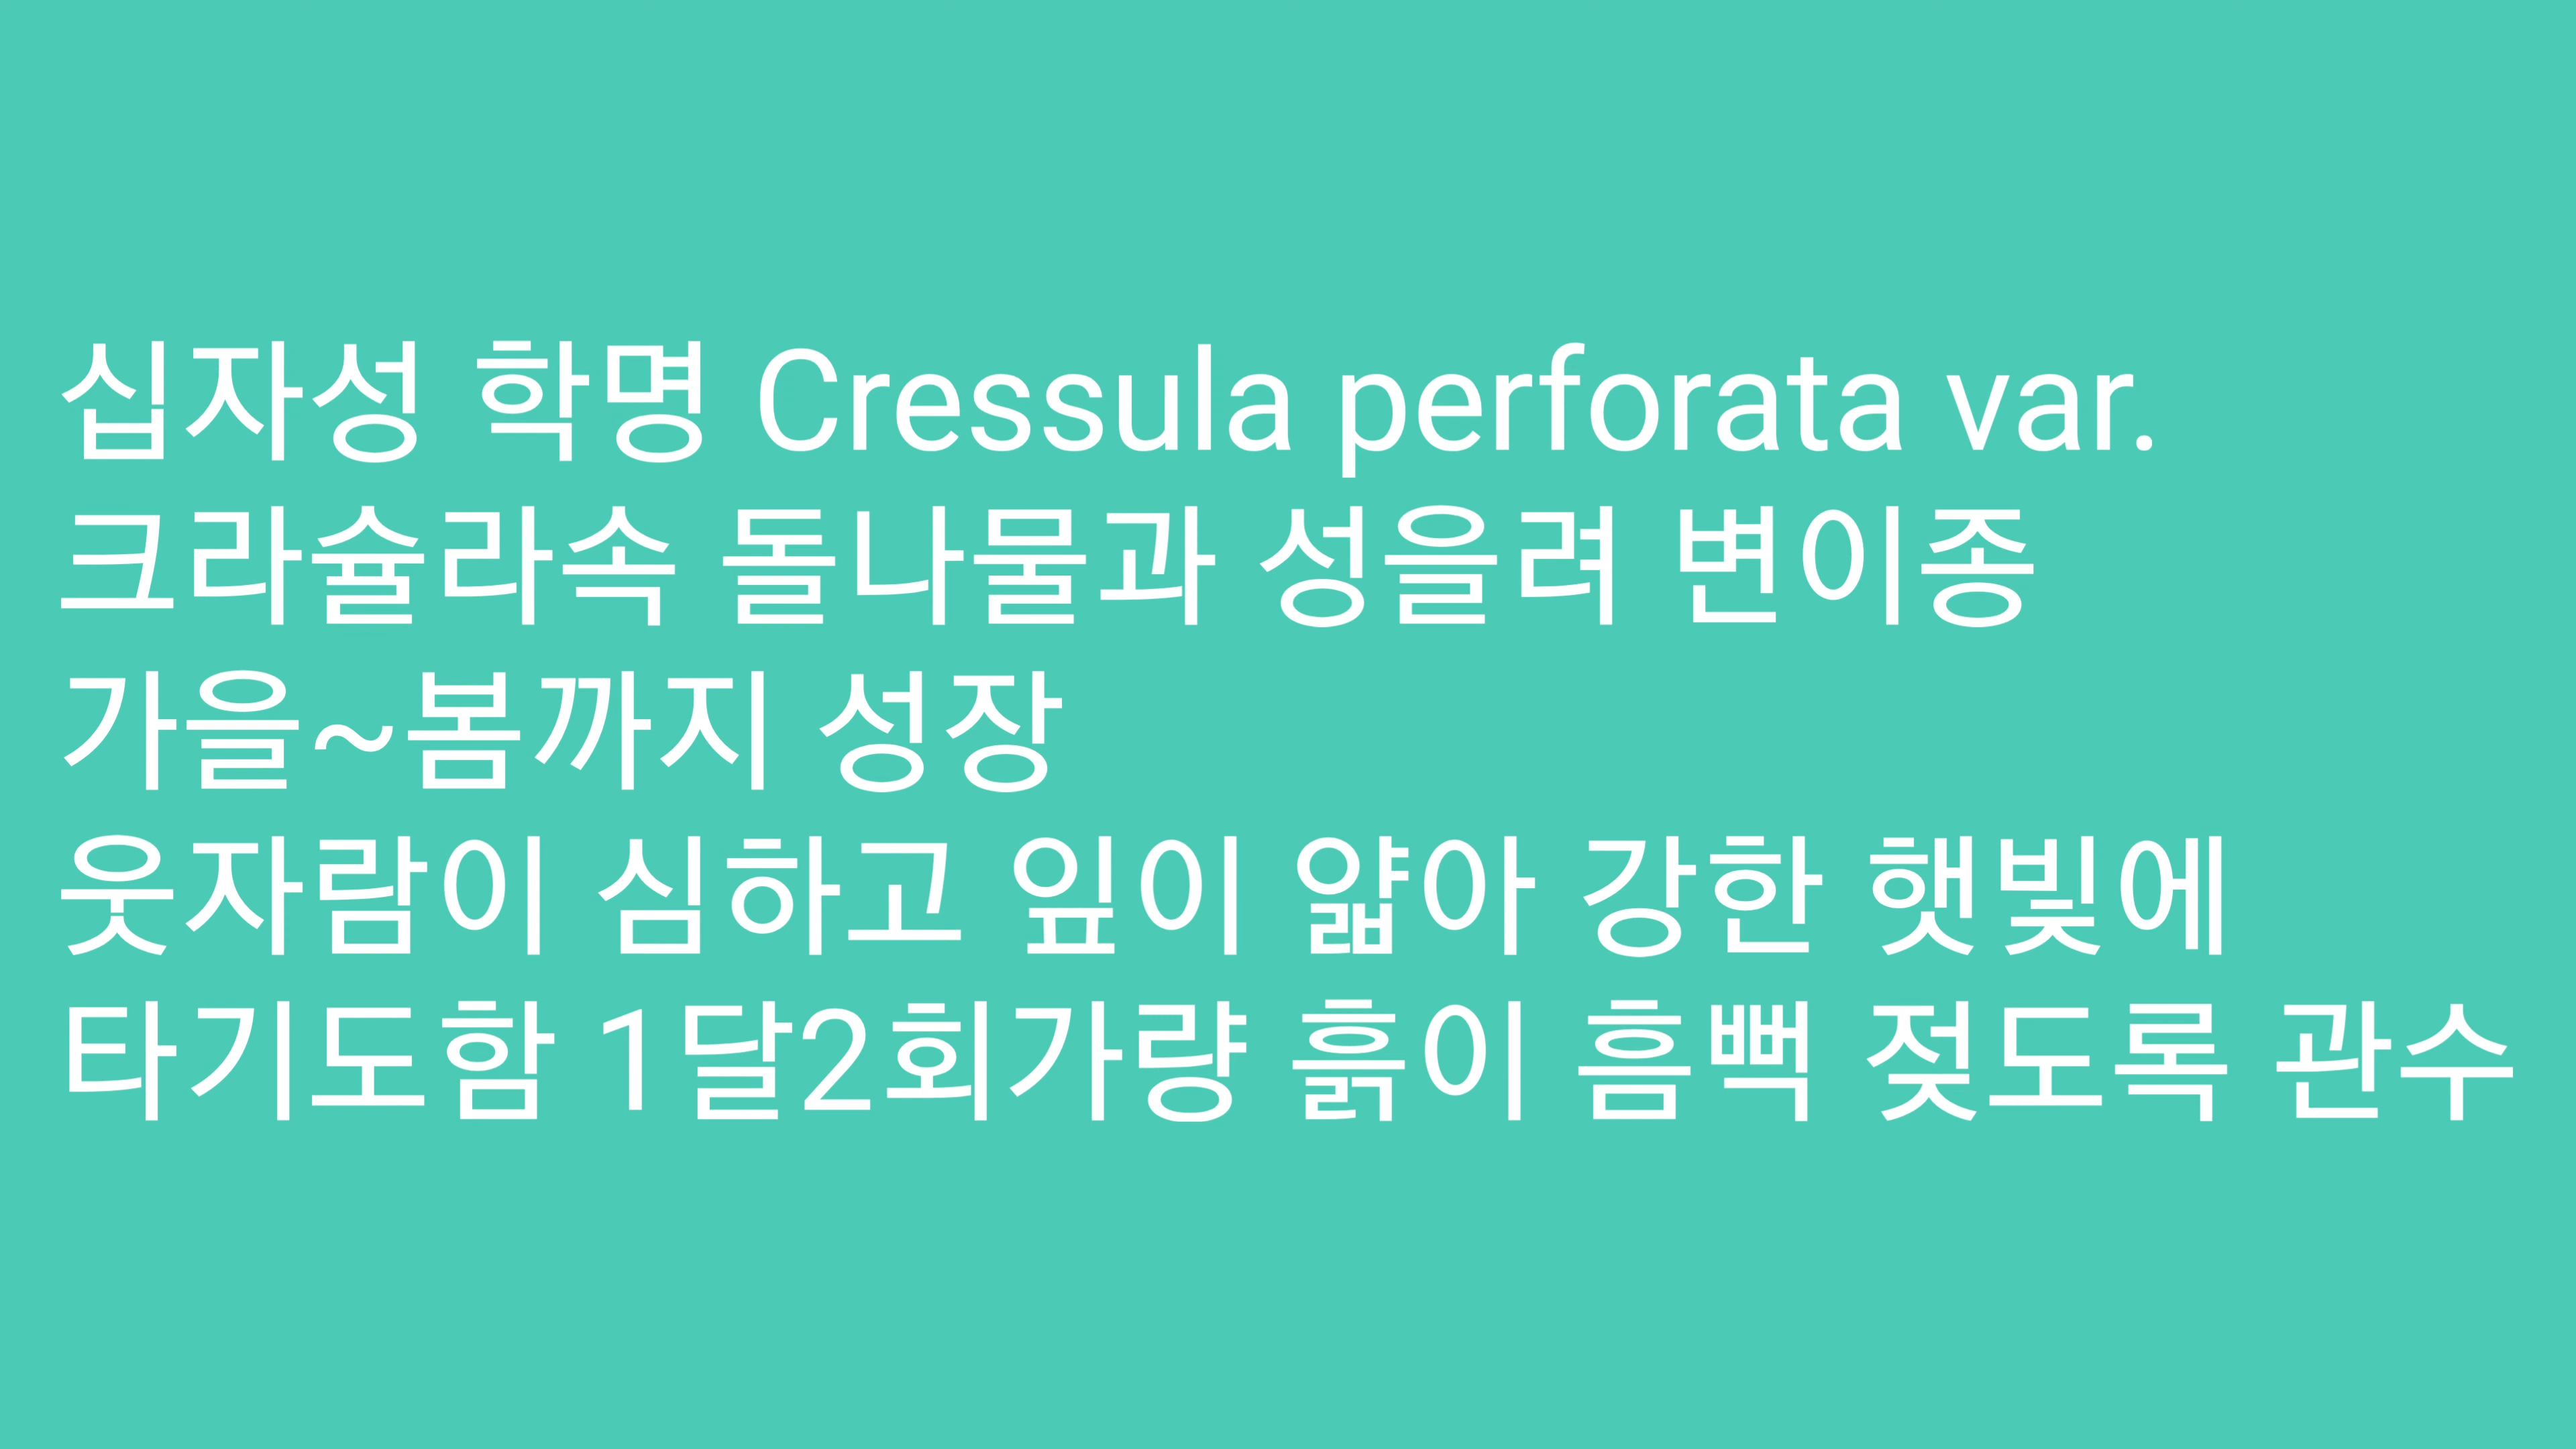 십자성 학명 Cressula perforata var.
크라슐라속 돌나물과 성을려 변이종
가을~봄까지 성장
웃자람이 심하고 잎이 얇아 강한 햇빛에
타기도함 1달2회가량 흙이 흠뻑 젖도록 관수